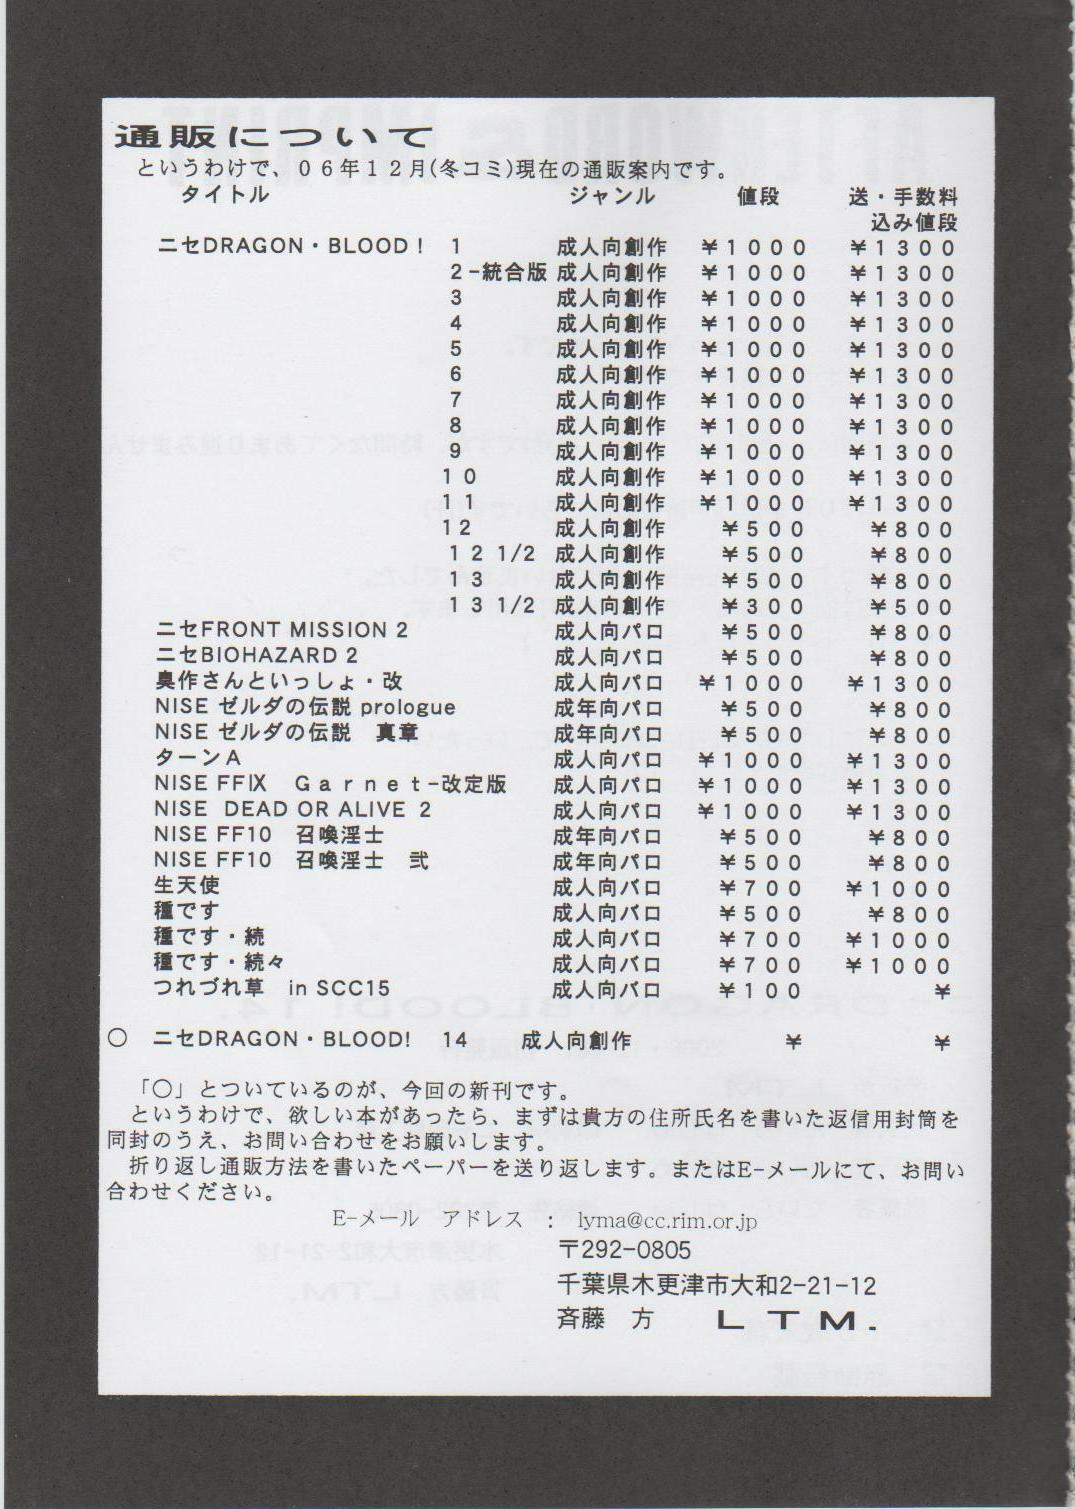 通販について
というわけで、０６年１２月(冬コミ)現在の通販案内です。
タイトル ジャンル 値段 送・手数料
込み値段
ニセDRAGON・BLOOD！ 1 成人向創作 ￥１０００ ￥１３００
2-統合版 成人向創作 ￥１０００ ￥１３００
3 成人向創作 ￥１０００ ￥１３００
4 成人向創作 ￥１０００ ￥１３００
5 成人向創作 ￥１０００ ￥１３００
6 成人向創作 ￥１０００ ￥１３００
7 成人向創作 ￥１０００ ￥１３００
8 成人向創作 ￥１０００ ￥１３００
9 成人向創作 ￥１０００ ￥１３００
１０ 成人向創作 ￥１０００ ￥１３００
１１ 成人向創作 ￥１０００ ￥１３００
12 成人向創作 ￥５００ ￥８００
１２ 1/2 成人向創作 ￥５００ ￥８００
１３ 成人向創作 ￥５００ ￥８００
１３ 1/2 成人向創作 ￥３００ ￥５００
ニセFRONT MISSION 2 成人向パロ ￥５００ ￥８００
ニセBIOHAZARD 2 成人向パロ ￥５００ ￥８００
臭作さんといっしょ・改 成人向パロ ￥１０００ ￥１３００
NISE ゼルダの伝説 prologue 成年向パロ ￥５００ ￥８００
NISE ゼルダの伝説　真章 成年向パロ ￥５００ ￥８００
ターンＡ 成人向パロ ￥１０００ ￥１３００
NISE FFⅨ　Ｇａｒｎｅｔ-改定版 成人向パロ ￥１０００ ￥１３００
NISE DEAD OR ALIVE 2 成人向パロ ￥１０００ ￥１３００
NISE FF10　召喚淫士 成年向パロ ￥５００ ￥８００
NISE FF10　召喚淫士　弐 成年向パロ ￥５００ ￥８００
生天使 成人向バロ ￥７００ ￥１０００
種です 成人向バロ ￥５００ ￥８００
種です・続 成人向バロ ￥７００ ￥１０００
種です・続々 成人向バロ ￥７００ ￥１０００
つれづれ草　in SCC15 成人向バロ ￥１００ ￥
○ ニセDRAGON・BLOOD!　14 成人向創作 ￥ ￥
「○」とついているのが、今回の新刊です。
というわけで、欲しい本があったら、まずは貴方の住所氏名を書いた返信用封筒を
同封のうえ、お問い合わせをお願いします。
折り返し通販方法を書いたペーパーを送り返します。またはE-メールにて、お問い
合わせください。
E-メール　アドレス　：　lyma@cc.rim.or.jp
〒292-0805
千葉県木更津市大和2-21-12
斉藤　方　ＬＴＭ.